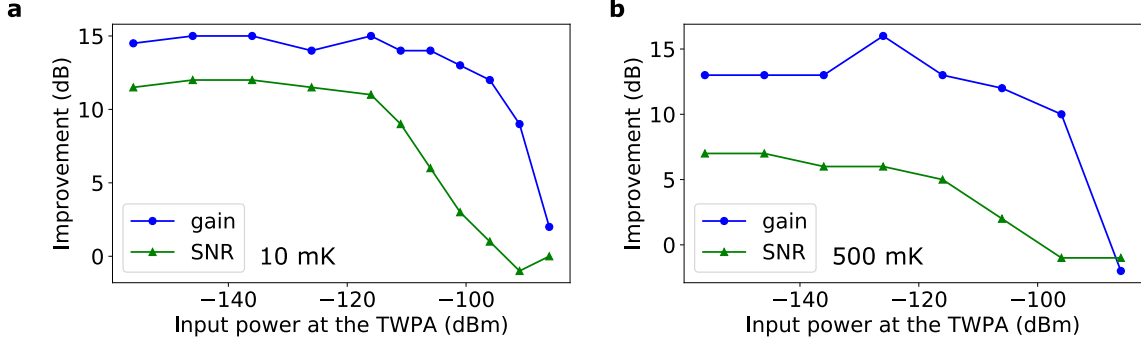 a
Improvement (dB)
15
10
5
0
gain
SNR
10 mK
−140
−120
−100
Input power at the TWPA (dBm)
b
Improvement (dB)
15
10
5
0
gain
SNR
500 mK
−140
−120
−100
Input power at the TWPA (dBm)